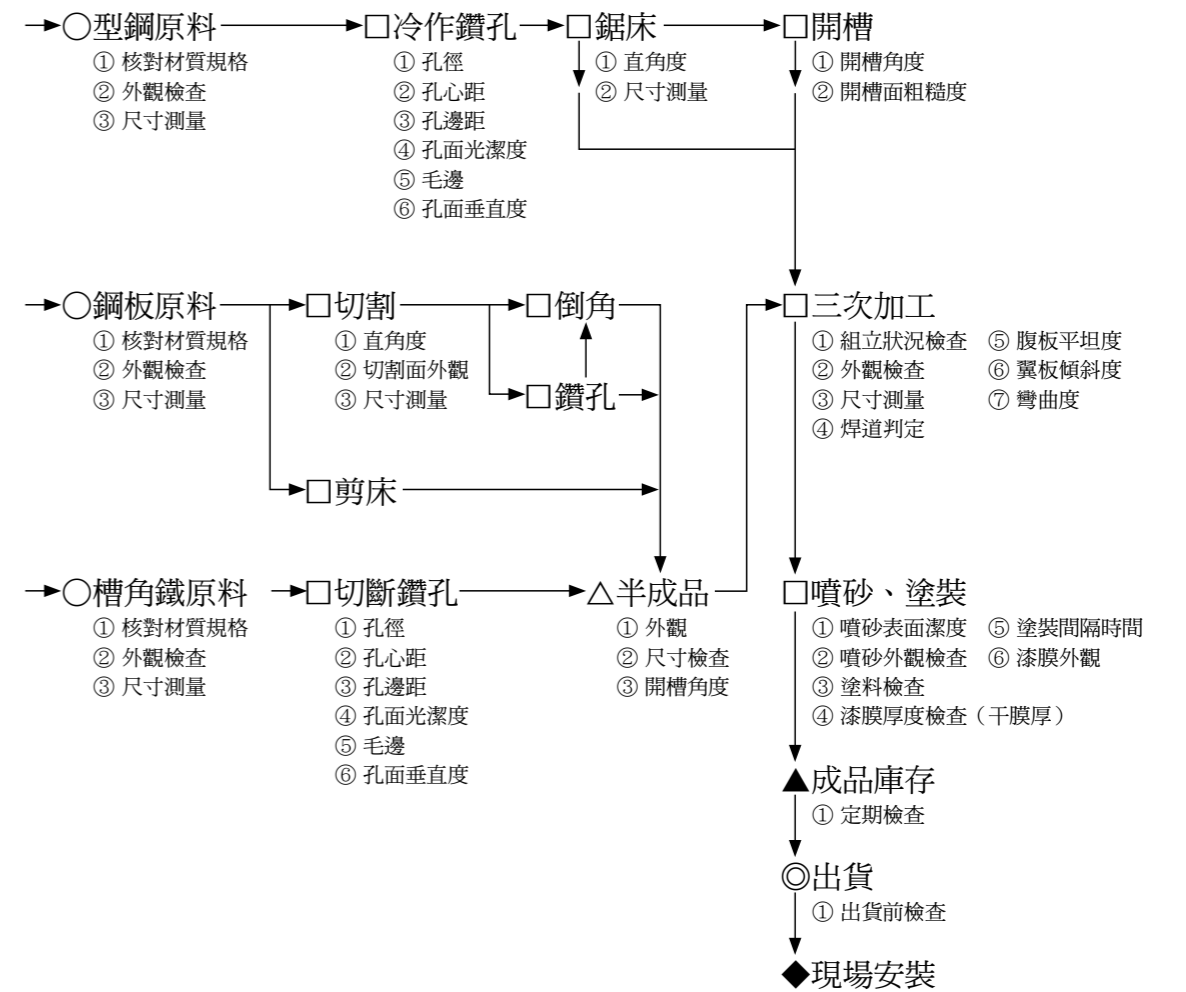 ○型鋼原料
① 核對材質規格
② 外觀檢查
③ 尺寸測量
□冷作鑽孔
① 孔徑
② 孔心距
③ 孔邊距
④ 孔面光潔度
⑤ 毛邊
⑥ 孔面垂直度
□鋸床
① 直角度
② 尺寸測量
□開槽
① 開槽角度
② 開槽面粗糙度
○鋼板原料
① 核對材質規格
② 外觀檢查
③ 尺寸測量
□切割
① 直角度
② 切割面外觀
③ 尺寸測量
□倒角
□鑽孔
□剪床
□三次加工
① 組立狀況檢查
② 外觀檢查
③ 尺寸測量
④ 焊道判定
⑤ 腹板平坦度
⑥ 翼板傾斜度
⑦ 彎曲度
○槽角鐵原料
① 核對材質規格
② 外觀檢查
③ 尺寸測量
□切斷鑽孔
① 孔徑
② 孔心距
③ 孔邊距
④ 孔面光潔度
⑤ 毛邊
⑥ 孔面垂直度
△半成品
① 外觀
② 尺寸檢查
③ 開槽角度
□噴砂、塗裝
① 噴砂表面潔度
② 噴砂外觀檢查
③ 塗料檢查
④ 漆膜厚度檢查（干膜厚）
⑤ 塗裝間隔時間
⑥ 漆膜外觀
▲成品庫存
① 定期檢查
◎出貨
① 出貨前檢查
◆現場安裝